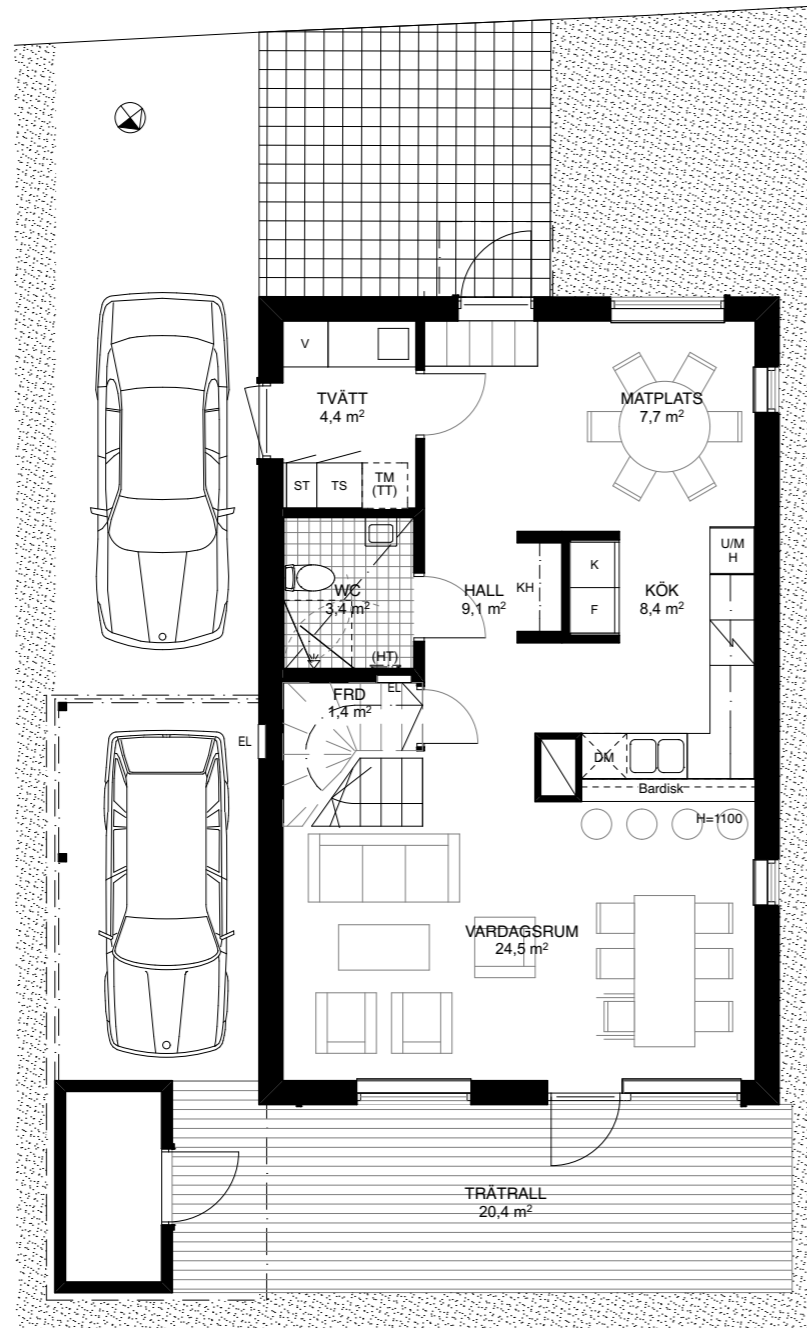 V
TVÄTT
4,4 m²
MATPLATS
7,7 m²
ST
TS
TM
(TT)
U/M
H
K
F
KH
WC
3,4 m²
HALL
9,1 m²
KÖK
8,4 m²
(HT)
EL
FRD
1,4 m²
EL
DM
Bardisk
H=1100
VARDAGSRUM
24,5 m²
TRÄTRALL
20,4 m²